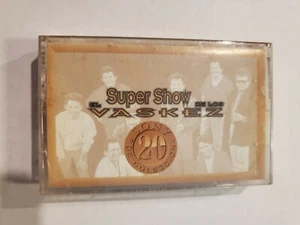 Super Show
EL DE LOS
VASKEZ
20